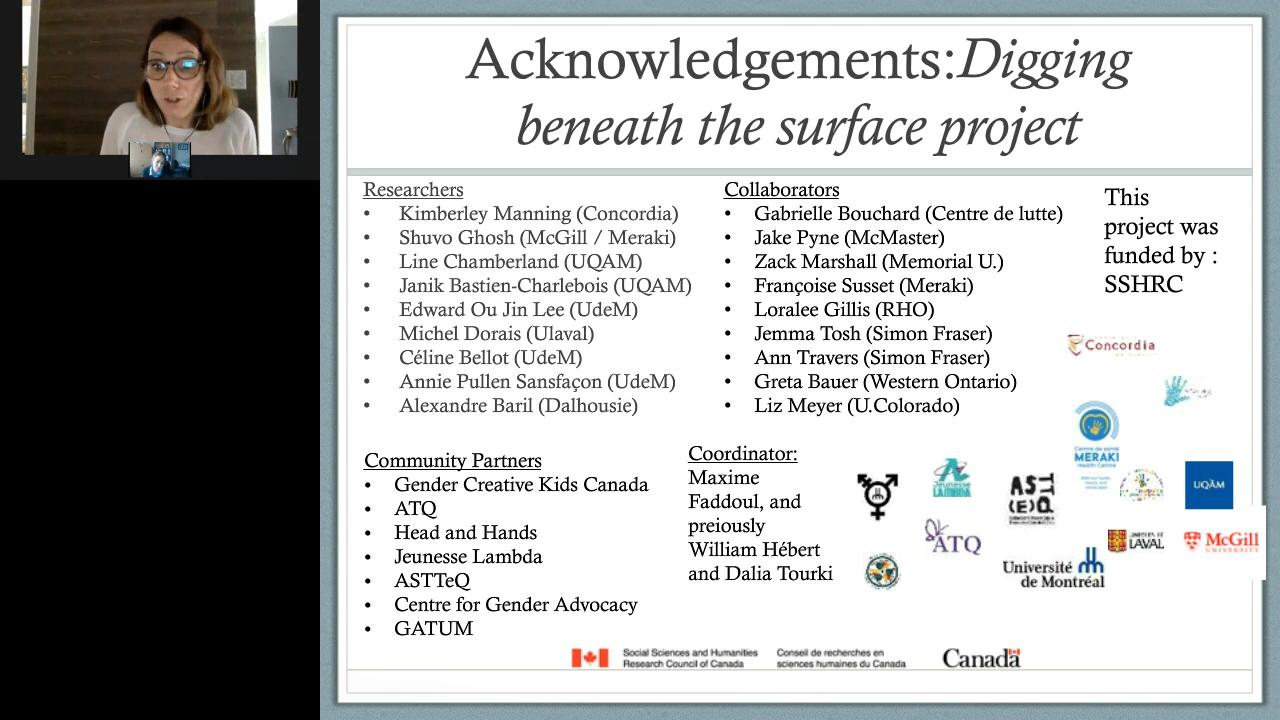 Acknowledgements:Digging
beneath the surface project
Researchers
• Kimberley Manning (Concordia)
• Shuvo Ghosh (McGill / Meraki)
• Line Chamberland (UQAM)
• Janik Bastien-Charlebois (UQAM)
• Edward Ou Jin Lee (UdeM)
• Michel Dorais (Ulaval)
• Céline Bellot (UdeM)
• Annie Pullen Sansfaçon (UdeM)
• Alexandre Baril (Dalhousie)
Collaborators
• Gabrielle Bouchard (Centre de lutte)
• Jake Pyne (McMaster)
• Zack Marshall (Memorial U.)
• Françoise Susset (Meraki)
• Loralee Gillis (RHO)
• Jemma Tosh (Simon Fraser)
• Ann Travers (Simon Fraser)
• Greta Bauer (Western Ontario)
• Liz Meyer (U.Colorado)
This
project was
funded by :
SSHRC
Community Partners
• Gender Creative Kids Canada
• ATQ
• Head and Hands
• Jeunesse Lambda
• ASTTeQ
• Centre for Gender Advocacy
• GATUM
Coordinator:
Maxime
Faddoul, and
preiously
William Hébert
and Dalia Tourki
Concordia
Centre de santé
MERAKI
Health Centre
Jeunesse
LAMBDA
AST
(E)Q
UQÀM
ATQ
LAVAL
McGill
UNIVERSITY
Université
de Montréal
Social Sciences and Humanities
Research Council of Canada
Conseil de recherches en
sciences humaines du Canada
Canada